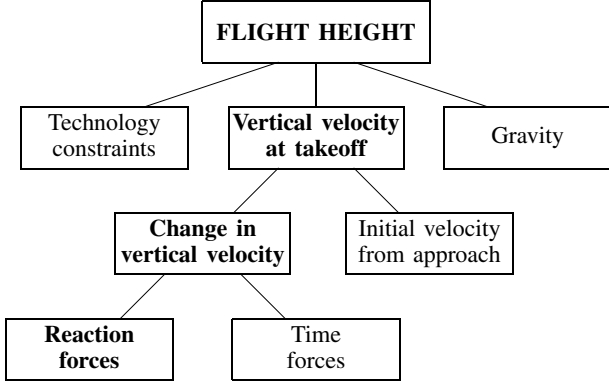 FLIGHT HEIGHT
Technology
constraints
Vertical velocity
at takeoff
Gravity
Change in
vertical velocity
Initial velocity
from approach
Reaction
forces
Time
forces